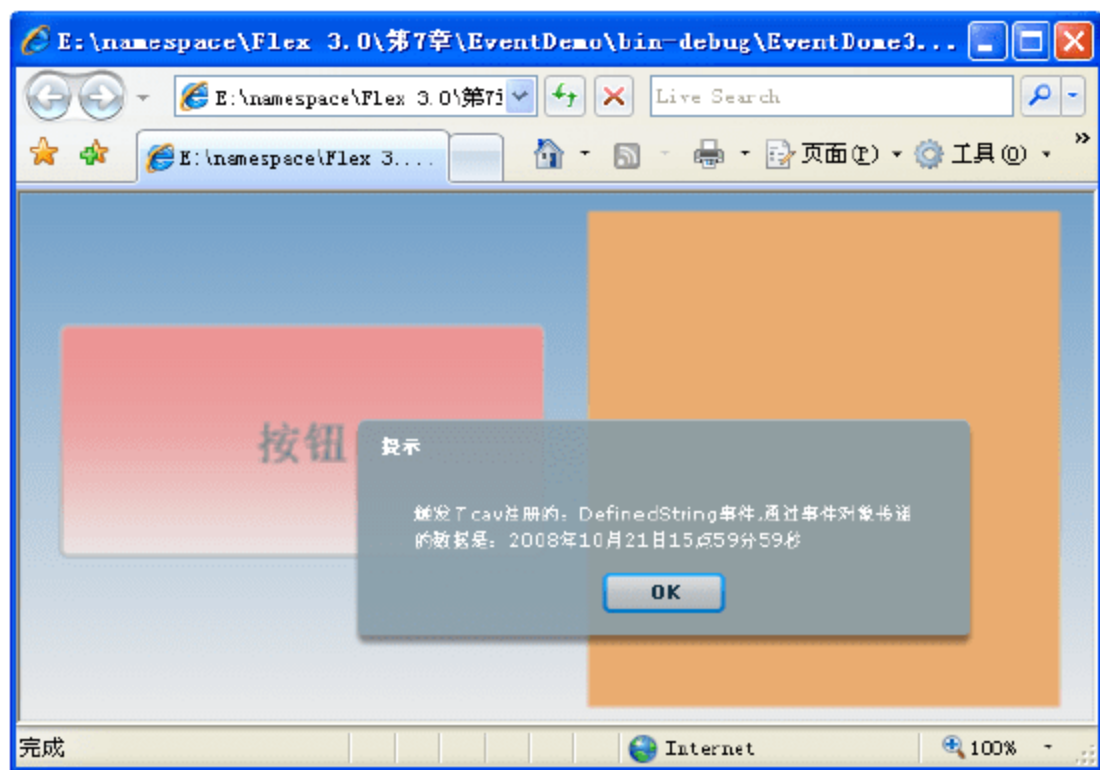 E:\namespace\Flex 3.0\第7章\EventDemo\bin-debug\EventDome3...
E:\namespace\Flex 3.0\第7
Live Search
E:\namespace\Flex 3....
页面(P)
工具(O)
»
按钮
提示
触发了cav注册的：DefinedString事件,通过事件对象传递
的数据是：2008年10月21日15点59分59秒
OK
完成
Internet
100%